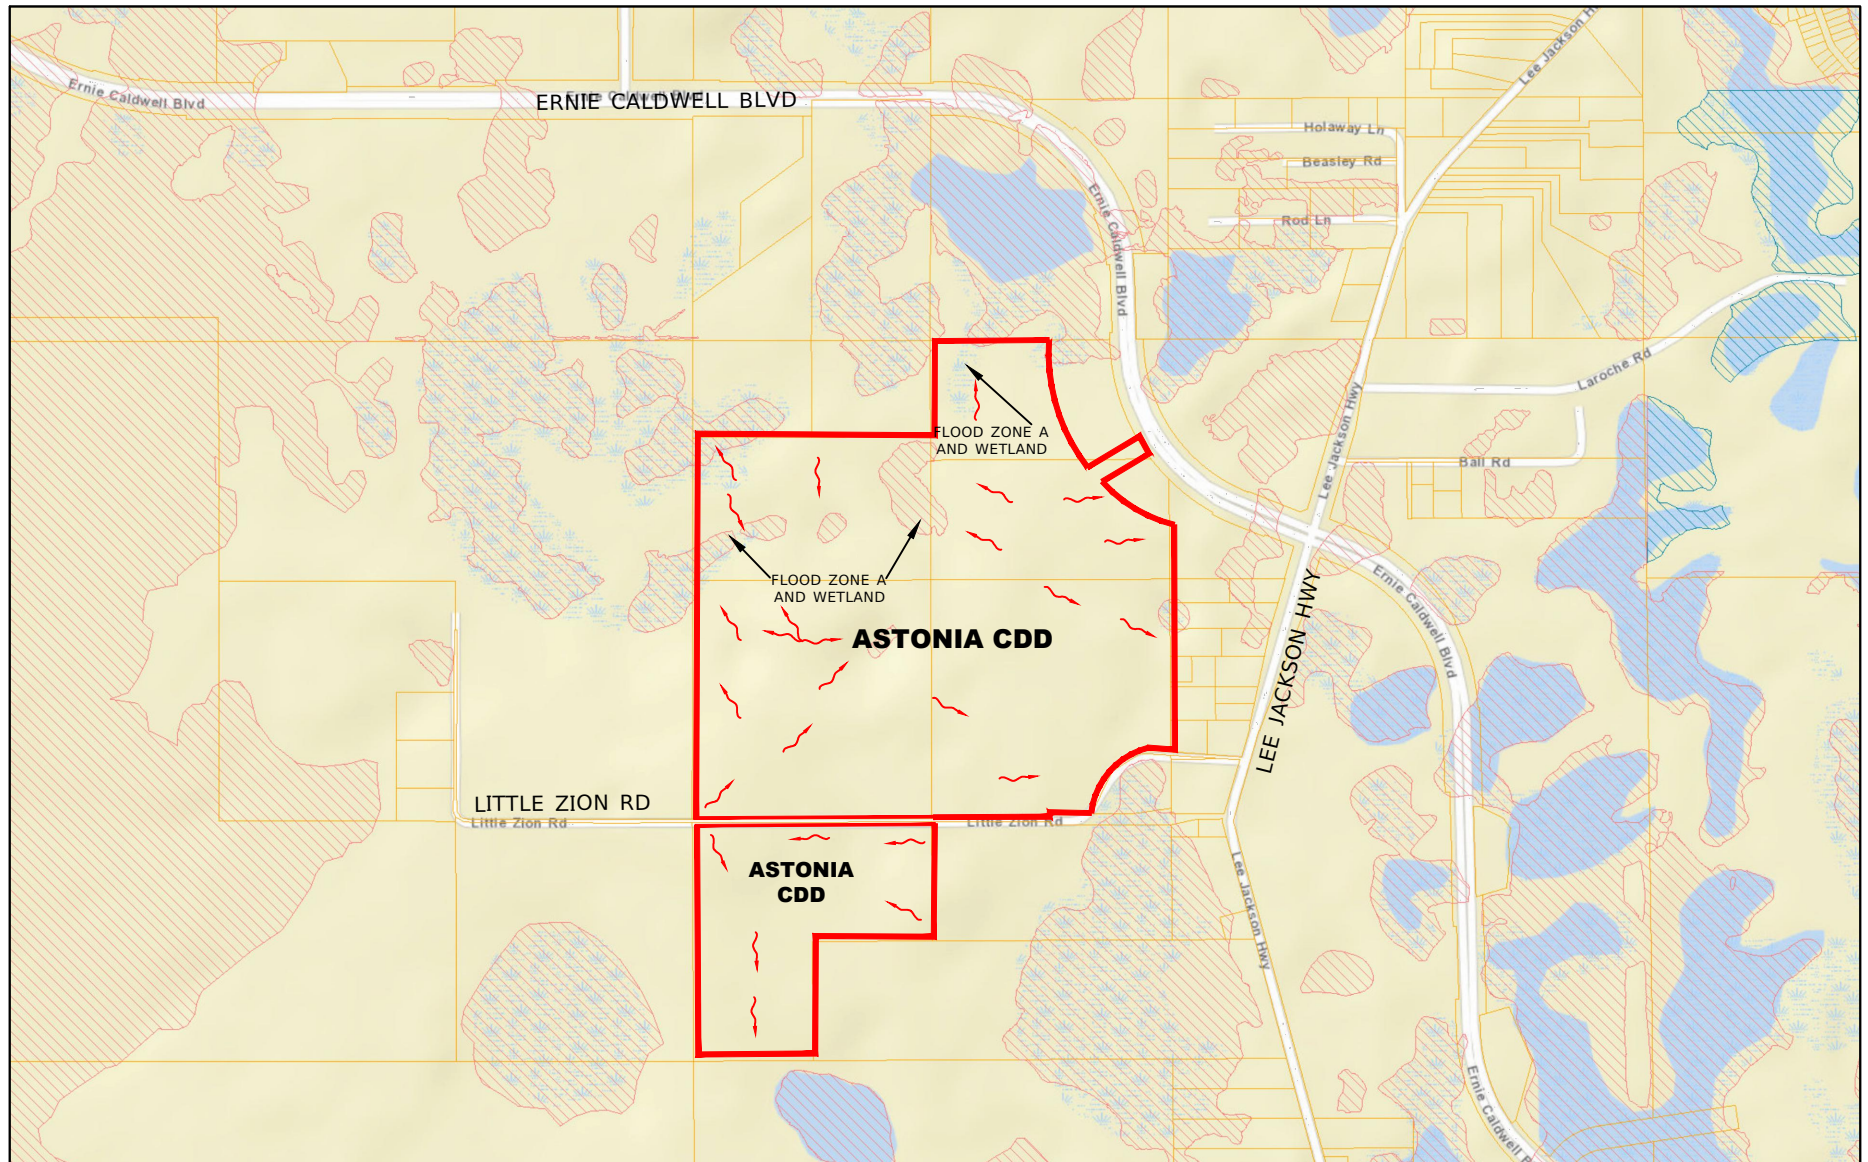 Lee Jackson H
Ernie Caldwell Blvd
ERNIE CALDWELL BLVD
Holaway Ln
Beasley Rd
Rod Ln
Ernie Caldwell Blvd
Laroche Rd
Lee Jackson Hwy
FLOOD ZONE A
AND WETLAND
Ball Rd
FLOOD ZONE A
AND WETLAND
ASTONIA CDD
Ernie Caldwell Blvd
LEE JACKSON HWY
LITTLE ZION RD
Little Zion Rd
Little Zion Rd
ASTONIA
CDD
Lee Jackson Hwy
Ernie Caldwell B